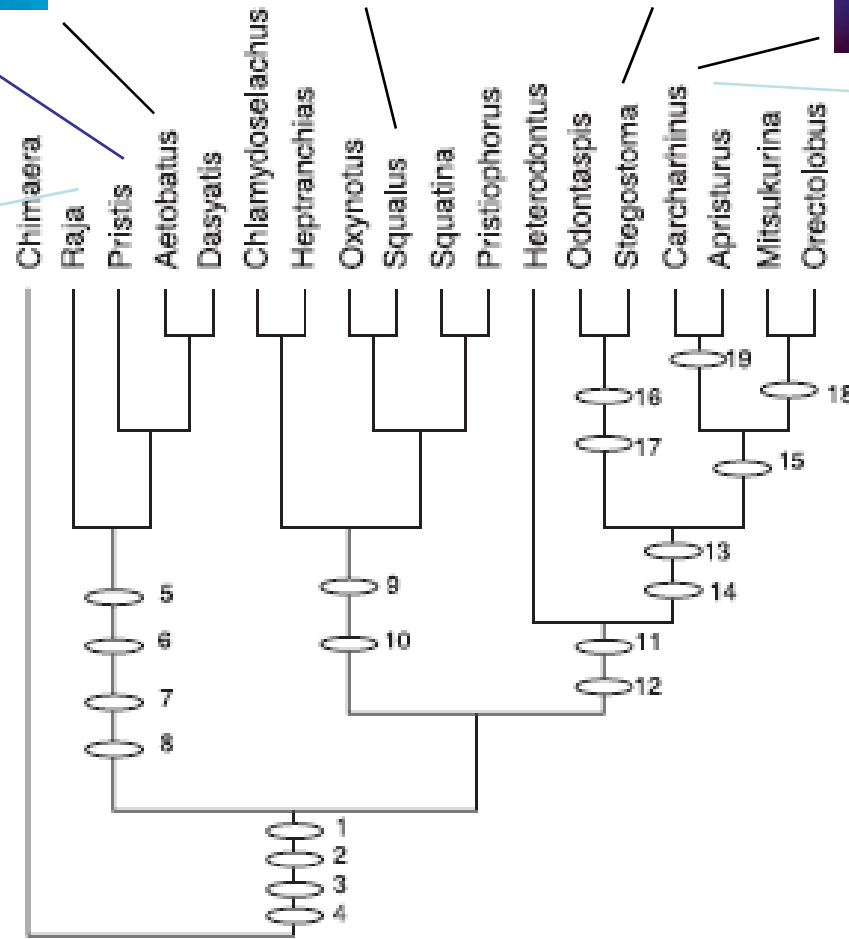 Chimaera
Raja
Pristis
Aetobatus
Dasyatis
Chlamydoselachus
Heptranchias
Oxynotus
Squalus
Squatina
Pristiophorus
Heterodontus
Odontaspis
Stegostoma
Carcharhinus
Apristurus
Mitsukurina
Orectolobus
19
16
18
17
15
13
14
5
9
6
10
11
12
7
8
1
2
3
4